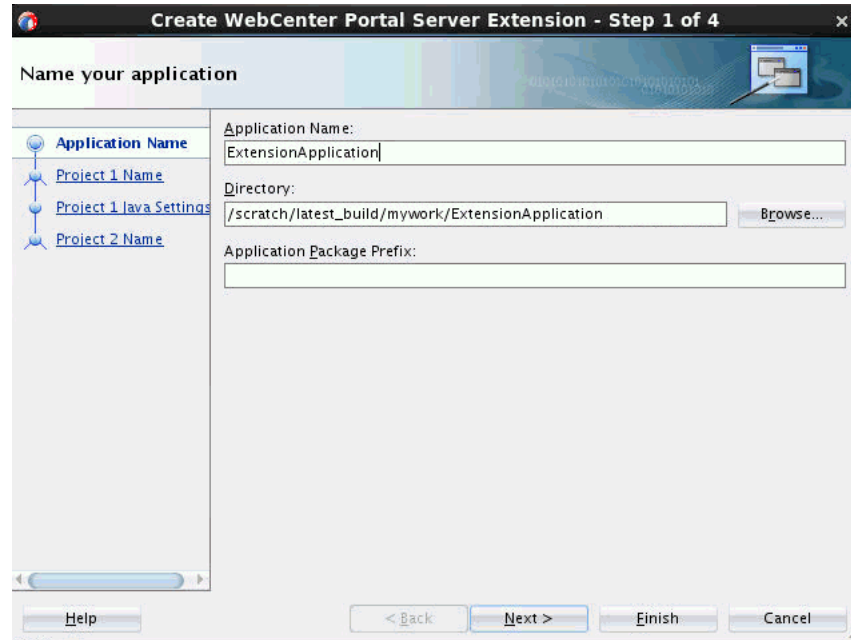 Create WebCenter Portal Server Extension - Step 1 of 4
Name your application
Application Name
Project 1 Name
Project 1 Java Settings
Project 2 Name
Application Name:
ExtensionApplication
Directory:
/scratch/latest_build/mywork/ExtensionApplication
Browse...
Application Package Prefix:
Help
< Back
Next >
Finish
Cancel